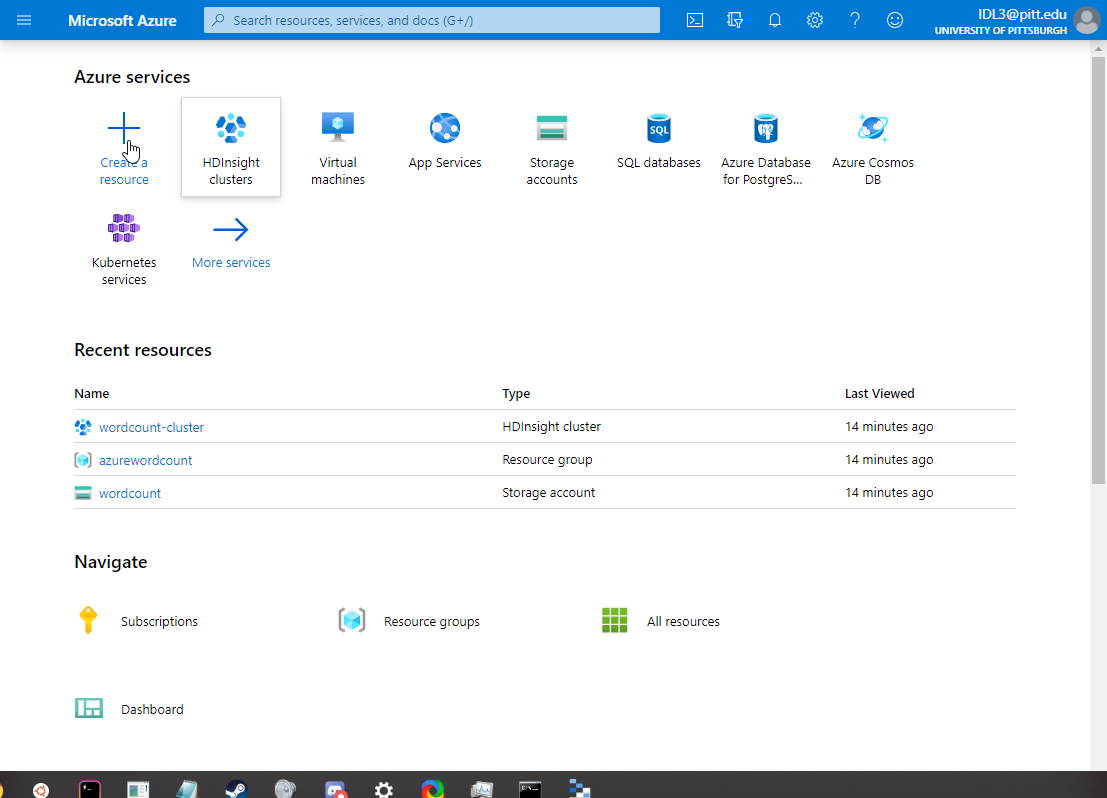 Microsoft Azure
Search resources, services, and docs (G+/)
IDL3@pitt.edu
UNIVERSITY OF PITTSBURGH
Azure services
Create a
resource
HDInsight
clusters
Virtual
machines
App Services
Storage
accounts
SQL
SQL databases
Azure Database
for PostgreS...
Azure Cosmos
DB
Kubernetes
services
More services
Recent resources
Name Type Last Viewed
wordcount-cluster HDInsight cluster 14 minutes ago
azurewordcount Resource group 14 minutes ago
wordcount Storage account 14 minutes ago
Navigate
Subscriptions Resource groups All resources
Dashboard